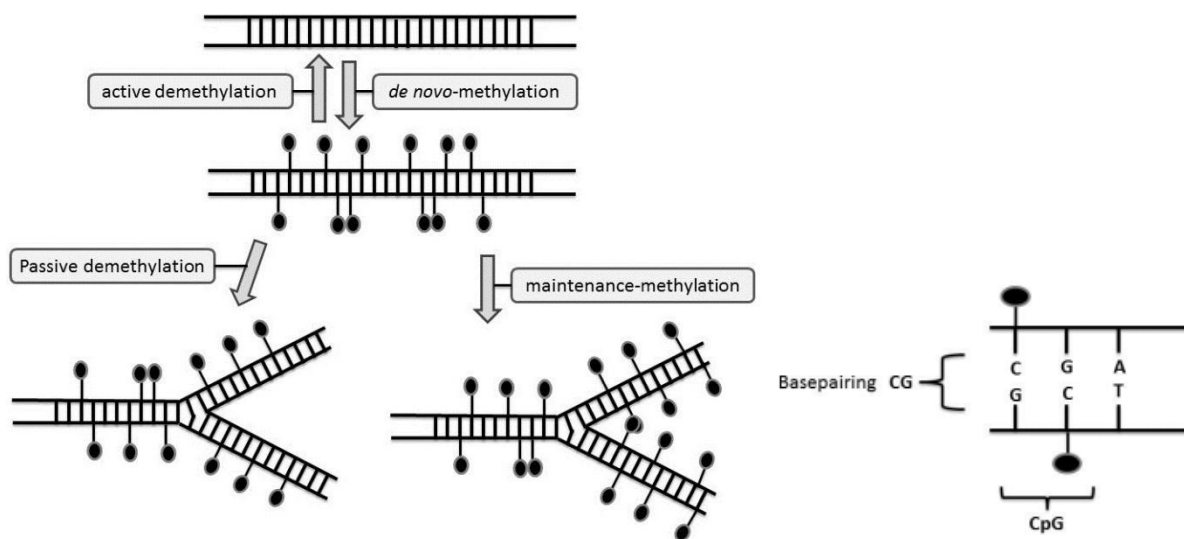 active demethylation
de novo-methylation
Passive demethylation
maintenance-methylation
Basepairing CG
C G A
G C T
CpG